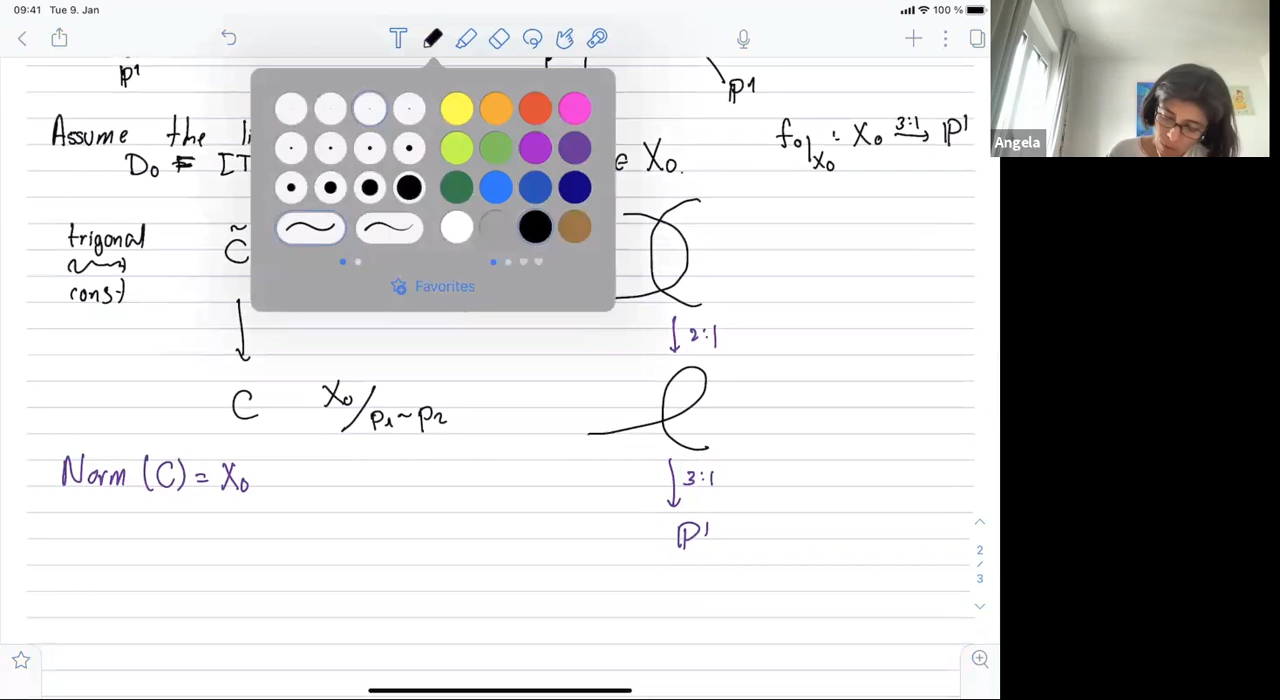 09:41 Tue 9. Jan
100 %
ℙ¹
ℙ¹
Assume the
f₀|X₀ : X₀ 3:1→ ℙ¹
D₀ = [T
∈ X₀.
Angela
trigonal
const
C̃
Favorites
2:1
C
X₀/p₁~p₂
Norm (C) = X₀
3:1
ℙ¹
2
/
3